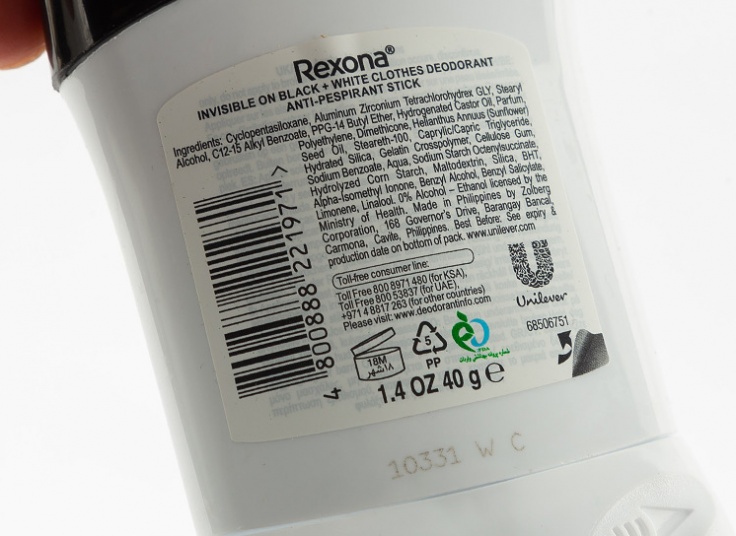 Rexona®
INVISIBLE ON BLACK + WHITE CLOTHES DEODORANT
ANTI-PESPIRANT STICK
Ingredients: Cyclopentasiloxane, Aluminum Zirconium Tetrachlorohydrex GLY, Stearyl
Alcohol, C12-15 Alkyl Benzoate, PPG-14 Butyl Ether, Hydrogenated Castor Oil, Parfum,
Polyethylene, Dimethicone, Helianthus Annuus (Sunflower)
Seed Oil, Steareth-100, Caprylic/Capric Triglyceride,
Hydrated Silica, Gelatin Crosspolymer, Cellulose Gum,
Sodium Benzoate, Aqua, Sodium Starch Octenylsuccinate,
Hydrolyzed Corn Starch, Maltodextrin, Silica, BHT,
Alpha-Isomethyl Ionone, Benzyl Alcohol, Benzyl Salicylate,
Limonene, Linalool. 0% Alcohol – Ethanol licensed by the
Ministry of Health. Made in Philippines by Zolberg
Corporation, 168 Governor's Drive, Barangay Bancal,
Carmona, Cavite, Philippines. Best Before: See expiry &
production date on bottom of pack. www.unilever.com
Toll-free consumer line:
Toll Free 800 8971 480 (for KSA),
Toll Free 800 53837 (for UAE),
+971 4 8817 263 (for other countries)
Please visit: www.deodorantinfo.com
4 800888 221971 >
Unilever
68506751
18M
١٨ شهر
5
PP
1.4 OZ 40 g e
10331 W C